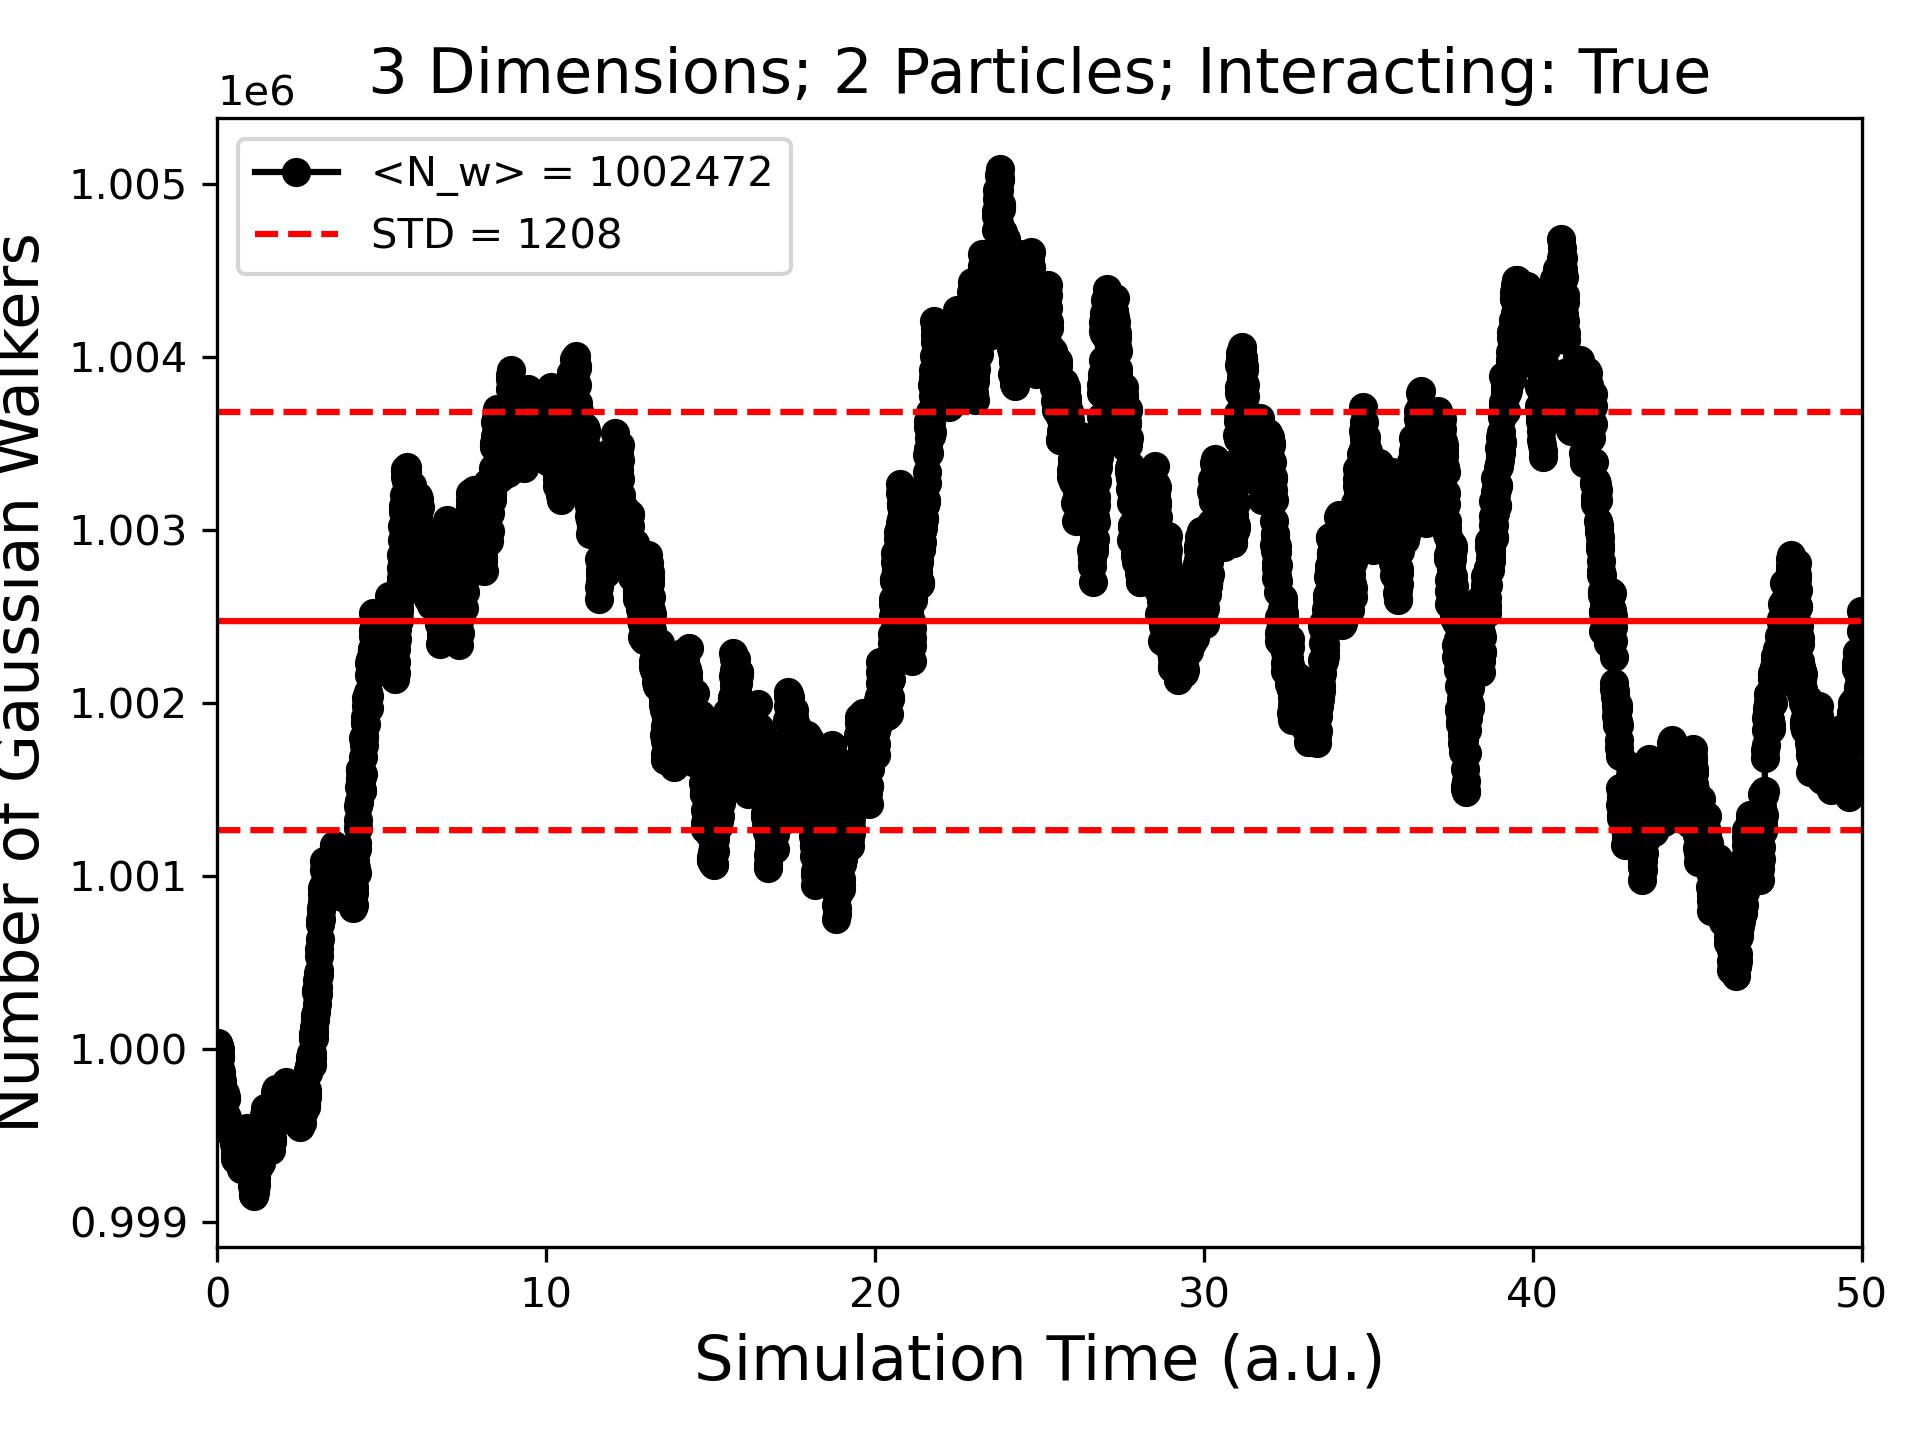 3 Dimensions; 2 Particles; Interacting: True
1e6
<N_w> = 1002472
STD = 1208
Number of Gaussian Walkers
1.005
1.004
1.003
1.002
1.001
1.000
0.999
0 10 20 30 40 50
Simulation Time (a.u.)